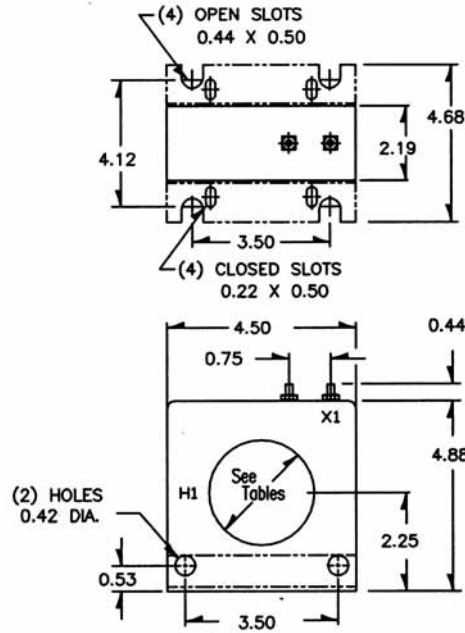 (4) OPEN SLOTS
0.44 X 0.50
4.12
4.68
2.19
3.50
(4) CLOSED SLOTS
0.22 X 0.50
4.50
0.75
0.44
X1
4.88
See
Tables
H1
(2) HOLES
0.42 DIA.
2.25
0.53
3.50